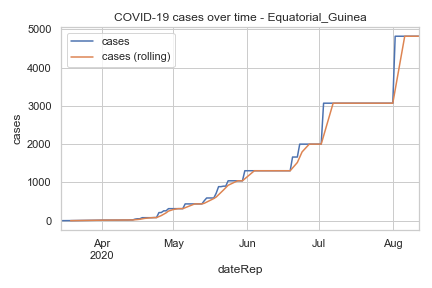 COVID-19 cases over time - Equatorial_Guinea
cases
cases (rolling)
5000
4000
3000
2000
1000
0
cases
Apr
2020
May
Jun
Jul
Aug
dateRep